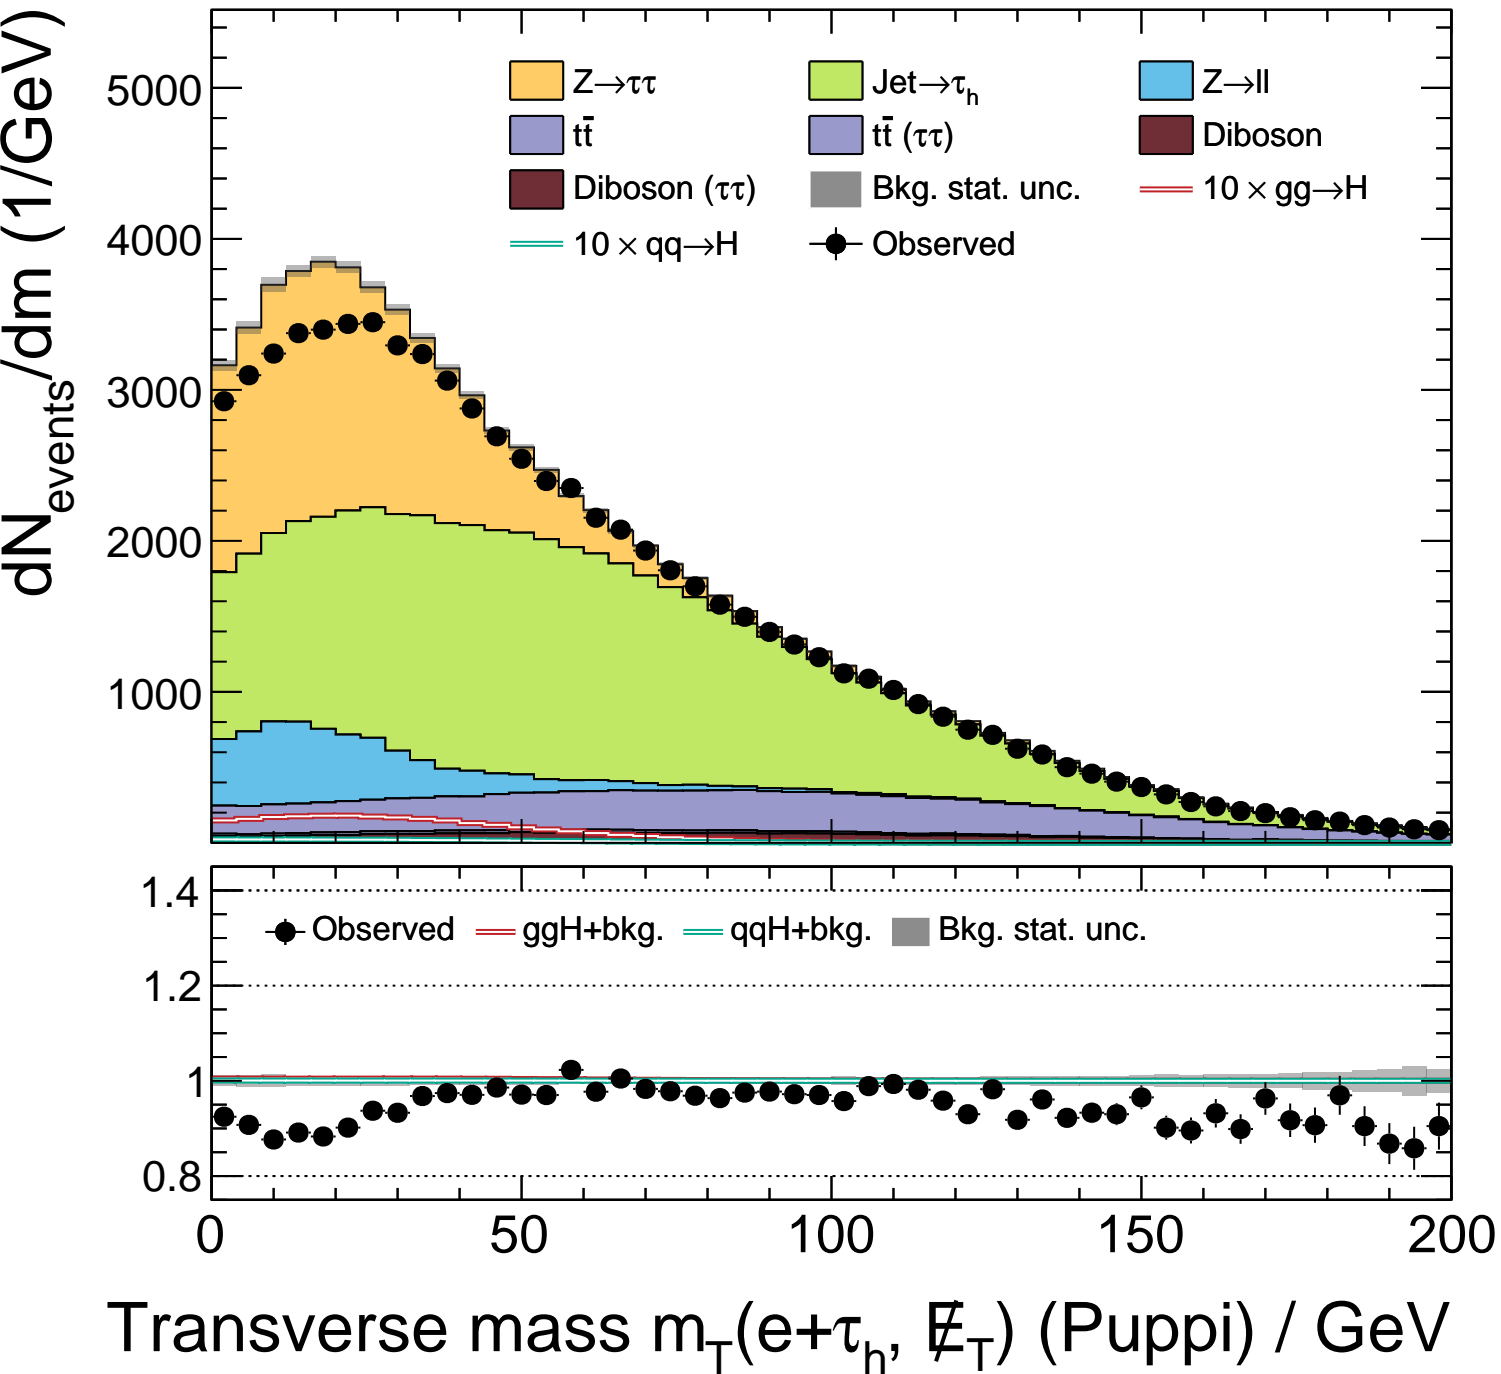 dN_events/dm (1/GeV)
5000
4000
3000
2000
1000
Z→ττ Jet→τ_h Z→ll
tt̄ tt̄ (ττ) Diboson
Diboson (ττ) Bkg. stat. unc. 10 × gg→H
10 × qq→H Observed
1.4
1.2
1
0.8
Observed ggH+bkg. qqH+bkg. Bkg. stat. unc.
0 50 100 150 200
Transverse mass m_T(e+τ_h, E̸_T) (Puppi) / GeV